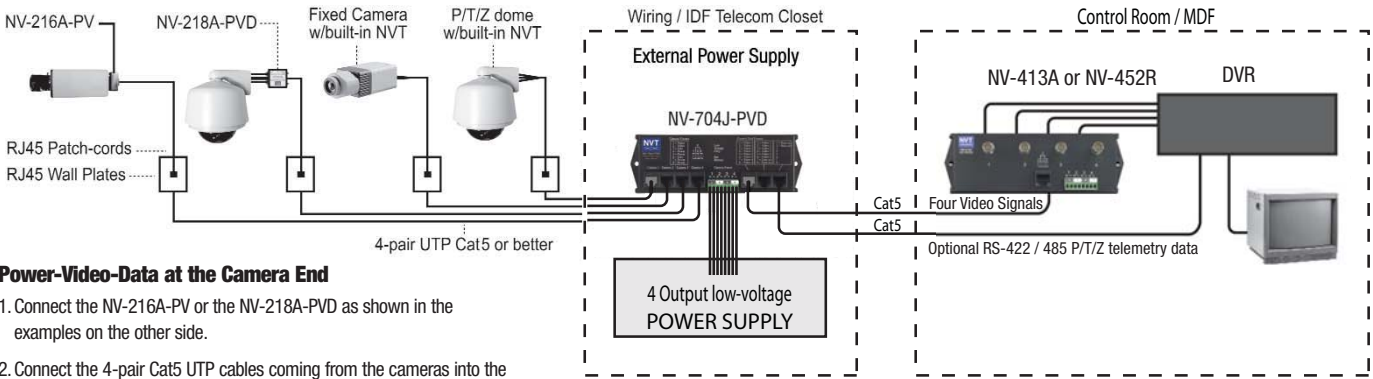 NV-216A-PV
NV-218A-PVD
Fixed Camera
w/built-in NVT
P/T/Z dome
w/built-in NVT
RJ45 Patch-cords
RJ45 Wall Plates
4-pair UTP Cat5 or better
Wiring / IDF Telecom Closet
External Power Supply
NV-704J-PVD
NVT
4 Output low-voltage
POWER SUPPLY
Cat5
Cat5
Control Room / MDF
NV-413A or NV-452R
DVR
NVT
Four Video Signals
Optional RS-422 / 485 P/T/Z telemetry data
Power-Video-Data at the Camera End
1. Connect the NV-216A-PV or the NV-218A-PVD as shown in the
examples on the other side.
2. Connect the 4-pair Cat5 UTP cables coming from the cameras into the